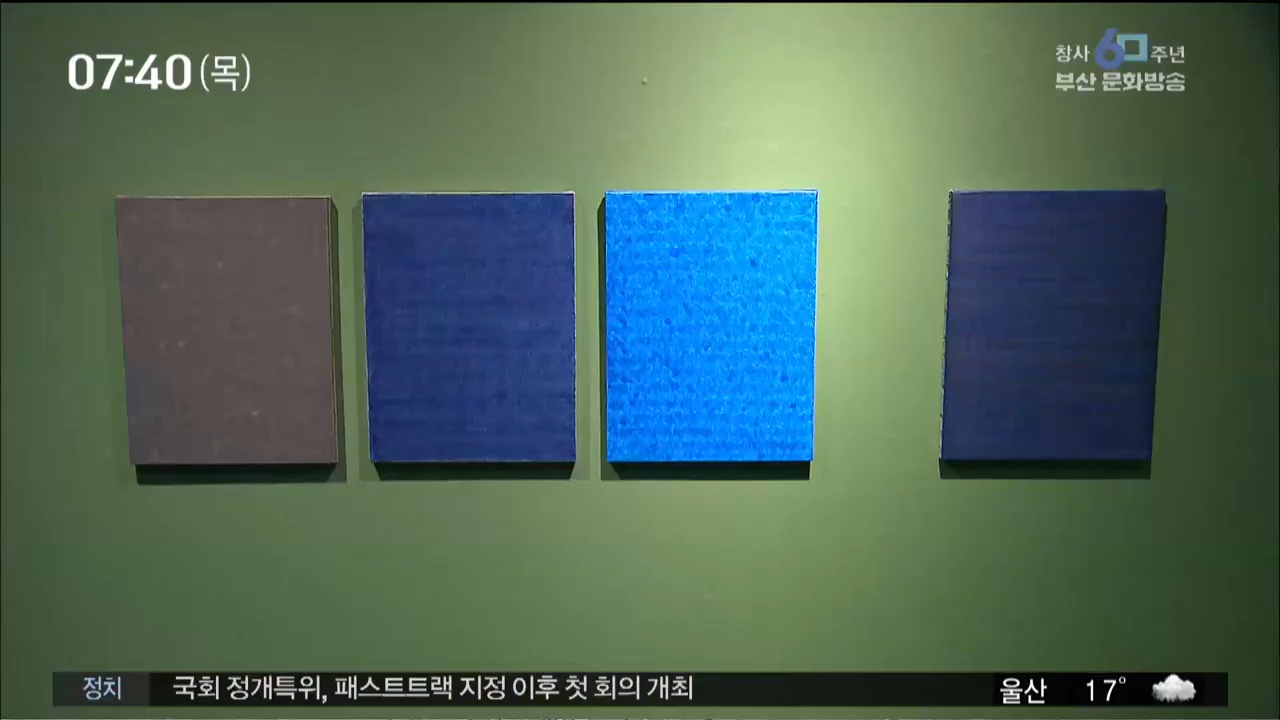 07:40 (목)
창사 60 주년
부산 문화방송
정치 국회 정개특위, 패스트트랙 지정 이후 첫 회의 개최 울산 17°